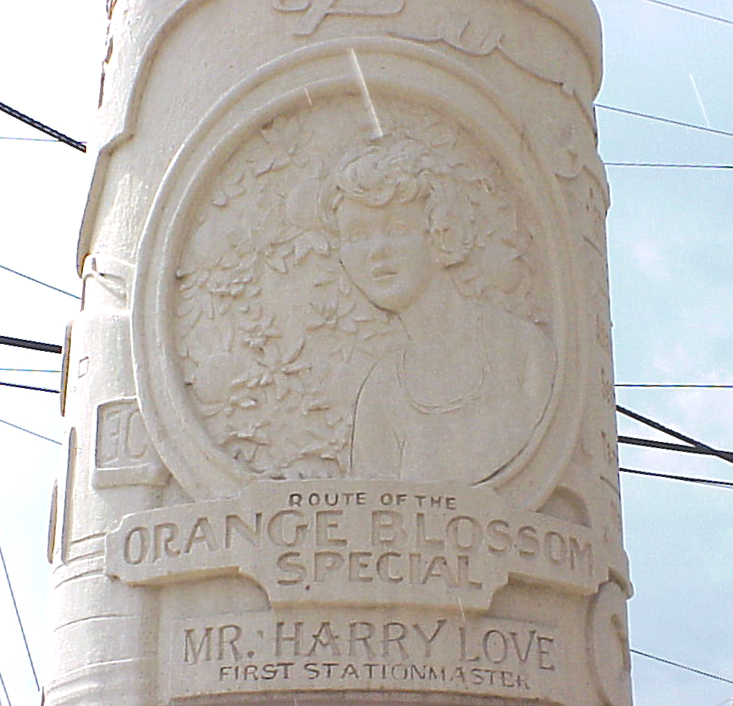 ROUTE OF THE
ORANGE BLOSSOM
SPECIAL
MR. HARRY LOVE
FIRST STATIONMASTER